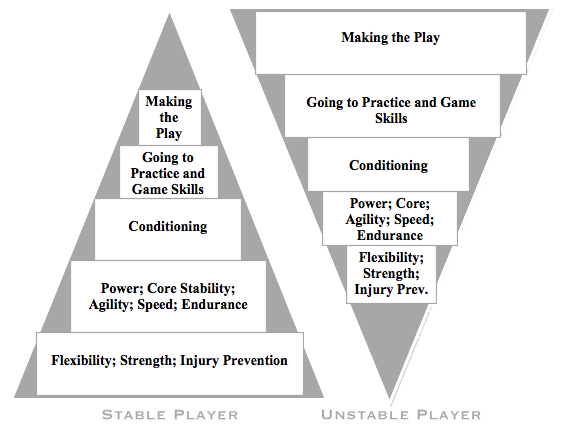 Making
the
Play
Going to
Practice and
Game Skills
Conditioning
Power; Core Stability;
Agility; Speed; Endurance
Flexibility; Strength; Injury Prevention
STABLE PLAYER
Making the Play
Going to Practice and Game
Skills
Conditioning
Power; Core;
Agility; Speed;
Endurance
Flexibility;
Strength;
Injury Prev.
UNSTABLE PLAYER